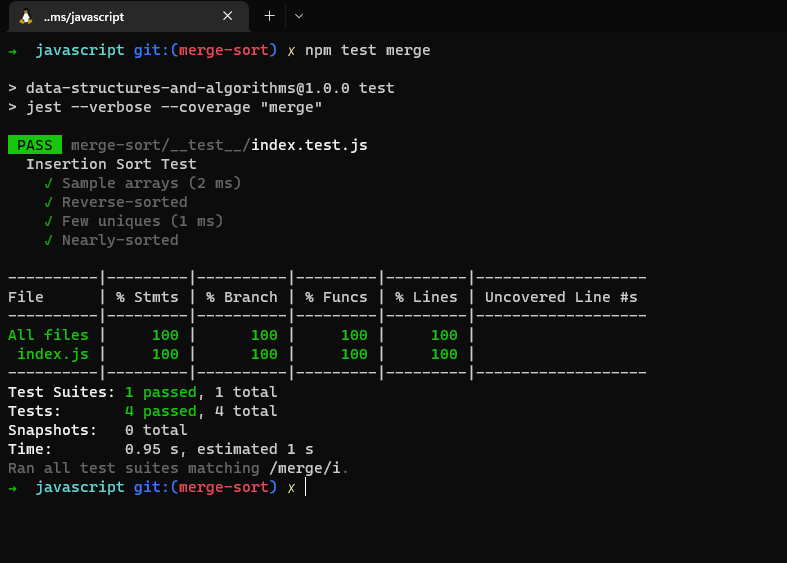 ..ms/javascript × +
→ javascript git:(merge-sort) ✗ npm test merge
> data-structures-and-algorithms@1.0.0 test
> jest --verbose --coverage "merge"
PASS merge-sort/__test__/index.test.js
Insertion Sort Test
√ Sample arrays (2 ms)
√ Reverse-sorted
√ Few uniques (1 ms)
√ Nearly-sorted
----------|---------|----------|---------|---------|-------------------
File      | % Stmts | % Branch | % Funcs | % Lines | Uncovered Line #s
----------|---------|----------|---------|---------|-------------------
All files |     100 |      100 |     100 |     100 |
 index.js |     100 |      100 |     100 |     100 |
----------|---------|----------|---------|---------|-------------------
Test Suites: 1 passed, 1 total
Tests:       4 passed, 4 total
Snapshots:   0 total
Time:        0.95 s, estimated 1 s
Ran all test suites matching /merge/i.
→ javascript git:(merge-sort) ✗